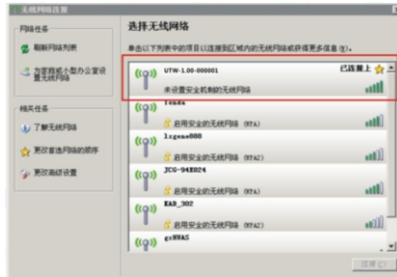 无线网络连接
网络任务
选择无线网络
刷新网络列表
单击以下列表中的项目以连接到区域内的无线网络或获得更多信息(W)。
为家庭或小型办公室设置无线网络
UTW-1.00-000001
已连接上
未设置安全机制的无线网络
相关任务
Tenda
启用安全的无线网络 (WPA)
了解无线网络
lzgene888
更改首选网络的顺序
启用安全的无线网络 (WPA2)
更改高级设置
JCG-94E824
启用安全的无线网络 (WPA)
KAD_302
启用安全的无线网络 (WPA2)
连接(C)